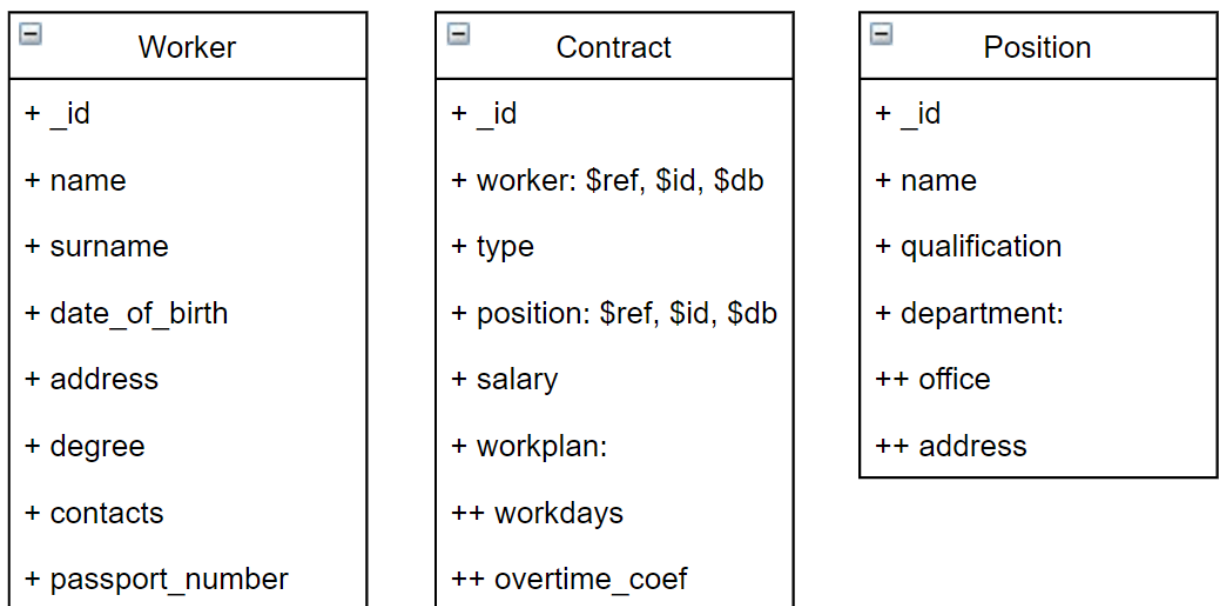 Worker
+ _id
+ name
+ surname
+ date_of_birth
+ address
+ degree
+ contacts
+ passport_number
Contract
+ _id
+ worker: $ref, $id, $db
+ type
+ position: $ref, $id, $db
+ salary
+ workplan:
++ workdays
++ overtime_coef
Position
+ _id
+ name
+ qualification
+ department:
++ office
++ address